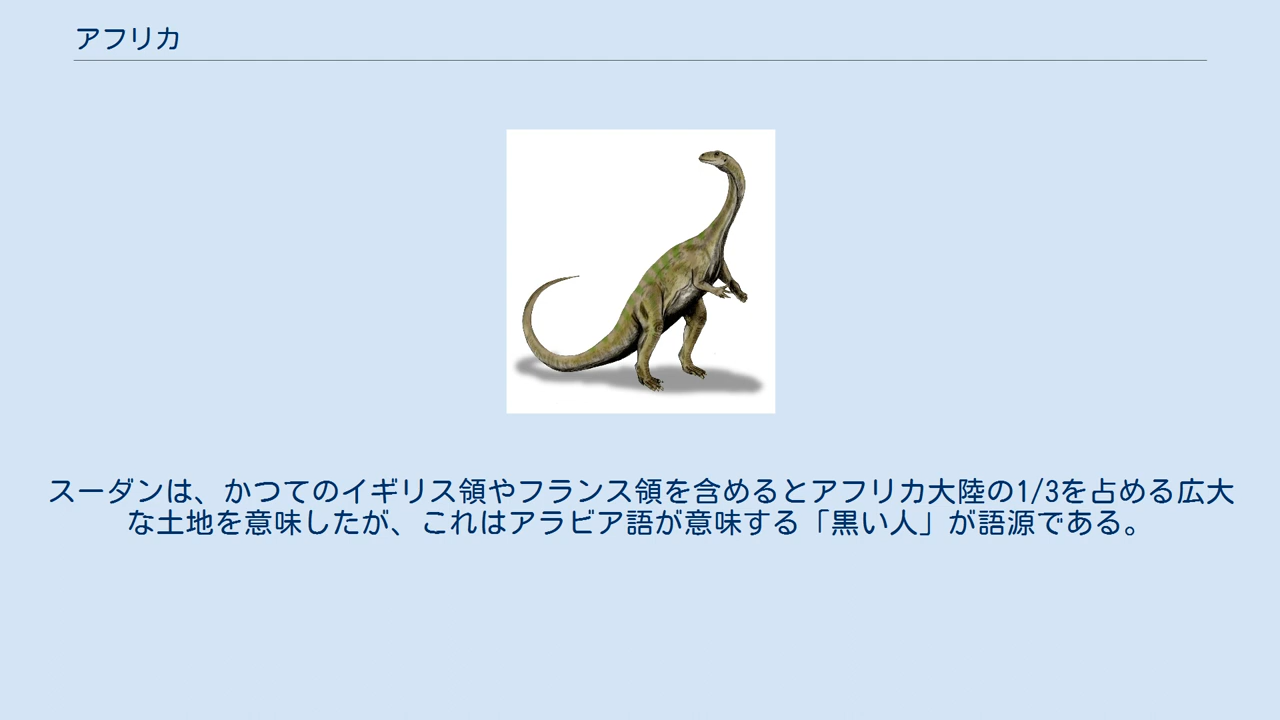 アフリカ
スーダンは、かつてのイギリス領やフランス領を含めるとアフリカ大陸の1/3を占める広大
な土地を意味したが、これはアラビア語が意味する「黒い人」が語源である。